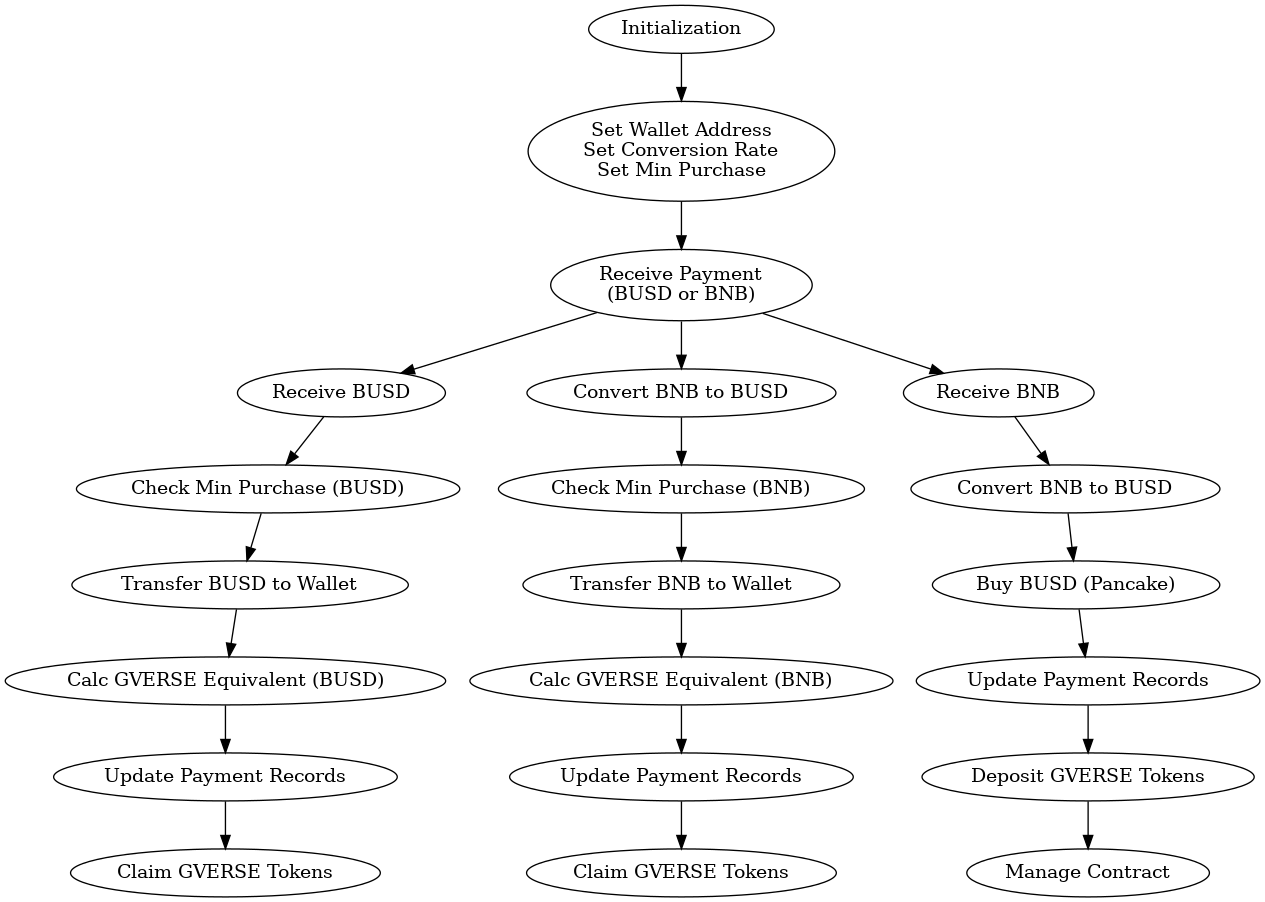 Initialization
Set Wallet Address
Set Conversion Rate
Set Min Purchase
Receive Payment
(BUSD or BNB)
Receive BUSD
Convert BNB to BUSD
Receive BNB
Check Min Purchase (BUSD)
Check Min Purchase (BNB)
Convert BNB to BUSD
Transfer BUSD to Wallet
Transfer BNB to Wallet
Buy BUSD (Pancake)
Calc GVERSE Equivalent (BUSD)
Calc GVERSE Equivalent (BNB)
Update Payment Records
Update Payment Records
Update Payment Records
Deposit GVERSE Tokens
Claim GVERSE Tokens
Claim GVERSE Tokens
Manage Contract